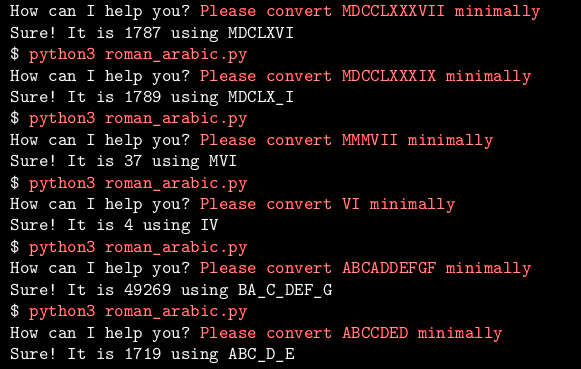 How can I help you? Please convert MDCCLXXXVII minimally
Sure! It is 1787 using MDCLXVI
$ python3 roman_arabic.py
How can I help you? Please convert MDCCLXXXIX minimally
Sure! It is 1789 using MDCLX_I
$ python3 roman_arabic.py
How can I help you? Please convert MMMVII minimally
Sure! It is 37 using MVI
$ python3 roman_arabic.py
How can I help you? Please convert VI minimally
Sure! It is 4 using IV
$ python3 roman_arabic.py
How can I help you? Please convert ABCADDEFGF minimally
Sure! It is 49269 using BA_C_DEF_G
$ python3 roman_arabic.py
How can I help you? Please convert ABCCDED minimally
Sure! It is 1719 using ABC_D_E